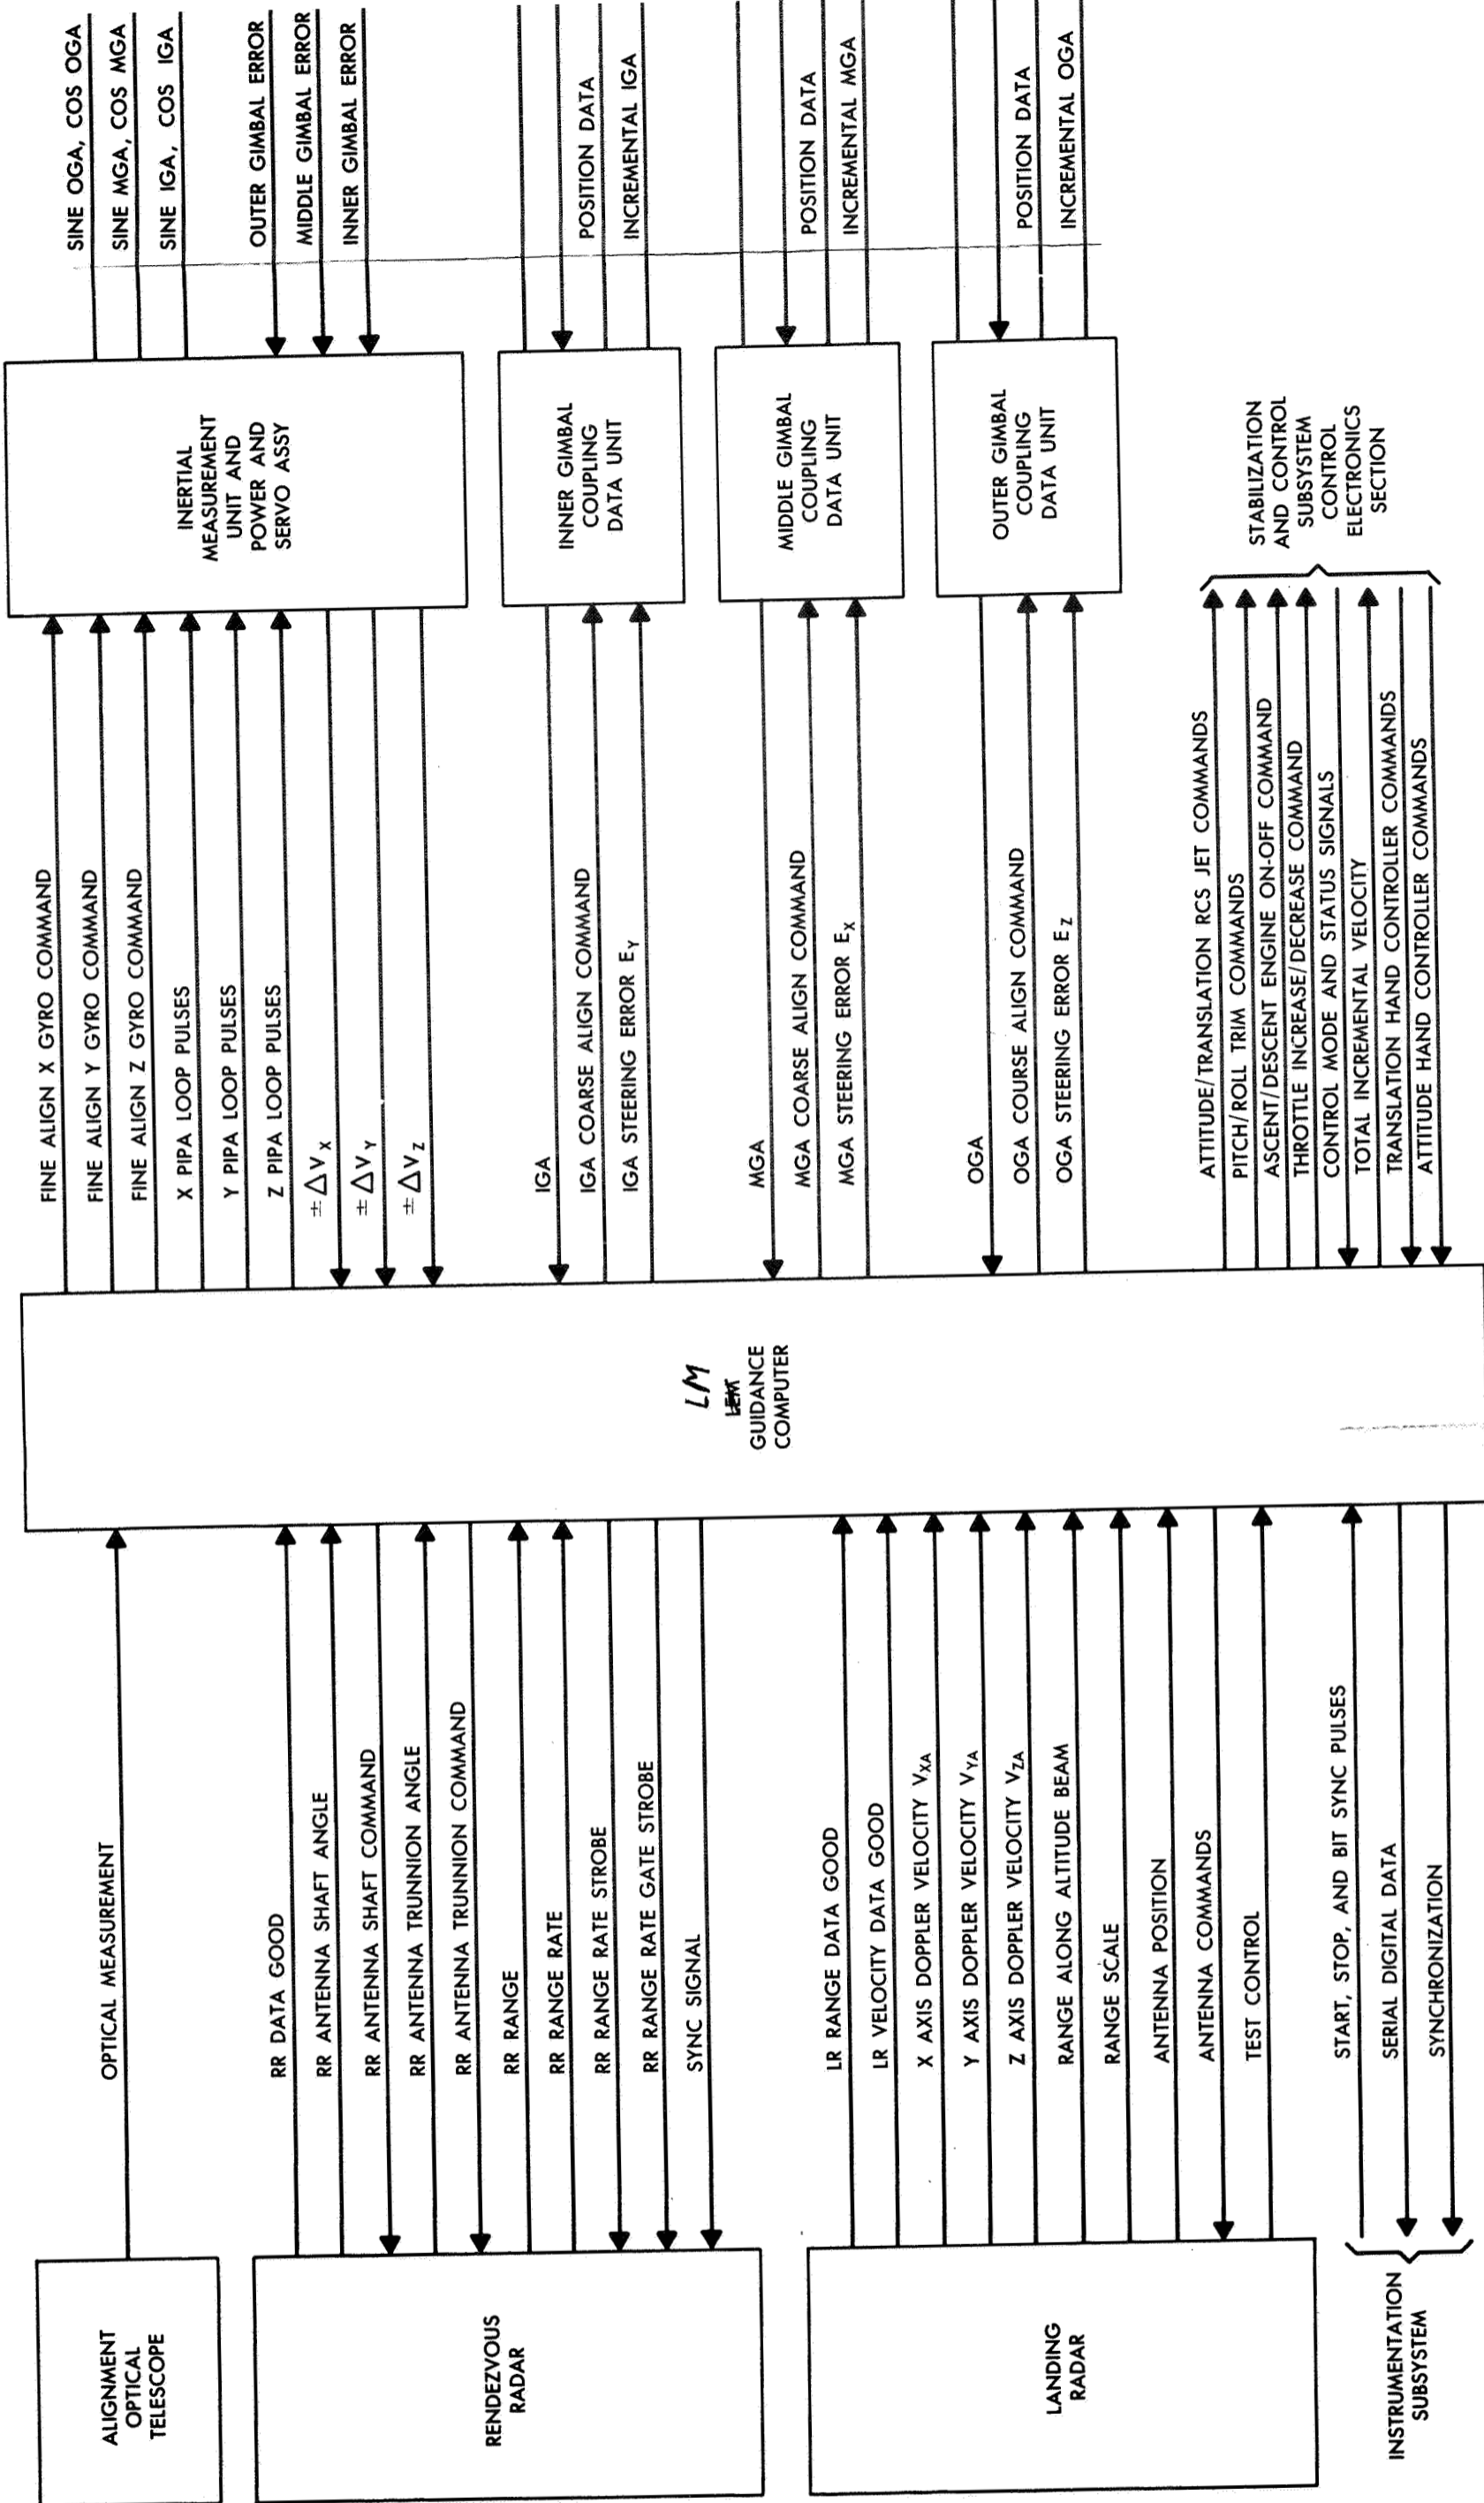 ALIGNMENT
OPTICAL
TELESCOPE
OPTICAL MEASUREMENT
RENDEZVOUS
RADAR
RR DATA GOOD
RR ANTENNA SHAFT ANGLE
RR ANTENNA SHAFT COMMAND
RR ANTENNA TRUNNION ANGLE
RR ANTENNA TRUNNION COMMAND
RR RANGE
RR RANGE RATE
RR RANGE RATE STROBE
RR RANGE RATE GATE STROBE
SYNC SIGNAL
LANDING
RADAR
LR RANGE DATA GOOD
LR VELOCITY DATA GOOD
X AXIS DOPPLER VELOCITY VXA
Y AXIS DOPPLER VELOCITY VYA
Z AXIS DOPPLER VELOCITY VZA
RANGE ALONG ALTITUDE BEAM
RANGE SCALE
ANTENNA POSITION
ANTENNA COMMANDS
TEST CONTROL
INSTRUMENTATION
SUBSYSTEM
START, STOP, AND BIT SYNC PULSES
SERIAL DIGITAL DATA
SYNCHRONIZATION
LM
LEM
GUIDANCE
COMPUTER
FINE ALIGN X GYRO COMMAND
FINE ALIGN Y GYRO COMMAND
FINE ALIGN Z GYRO COMMAND
X PIPA LOOP PULSES
Y PIPA LOOP PULSES
Z PIPA LOOP PULSES
±ΔVX
±ΔVY
±ΔVZ
IGA
IGA COARSE ALIGN COMMAND
IGA STEERING ERROR EY
MGA
MGA COARSE ALIGN COMMAND
MGA STEERING ERROR EX
OGA
OGA COURSE ALIGN COMMAND
OGA STEERING ERROR EZ
ATTITUDE/TRANSLATION RCS JET COMMANDS
PITCH/ROLL TRIM COMMANDS
ASCENT/DESCENT ENGINE ON-OFF COMMAND
THROTTLE INCREASE/DECREASE COMMAND
CONTROL MODE AND STATUS SIGNALS
TOTAL INCREMENTAL VELOCITY
TRANSLATION HAND CONTROLLER COMMANDS
ATTITUDE HAND CONTROLLER COMMANDS
INERTIAL
MEASUREMENT
UNIT AND
POWER AND
SERVO ASSY
INNER GIMBAL
COUPLING
DATA UNIT
MIDDLE GIMBAL
COUPLING
DATA UNIT
OUTER GIMBAL
COUPLING
DATA UNIT
STABILIZATION
AND CONTROL
SUBSYSTEM
CONTROL
ELECTRONICS
SECTION
SINE OGA, COS OGA
SINE MGA, COS MGA
SINE IGA, COS IGA
OUTER GIMBAL ERROR
MIDDLE GIMBAL ERROR
INNER GIMBAL ERROR
POSITION DATA
INCREMENTAL IGA
POSITION DATA
INCREMENTAL MGA
POSITION DATA
INCREMENTAL OGA